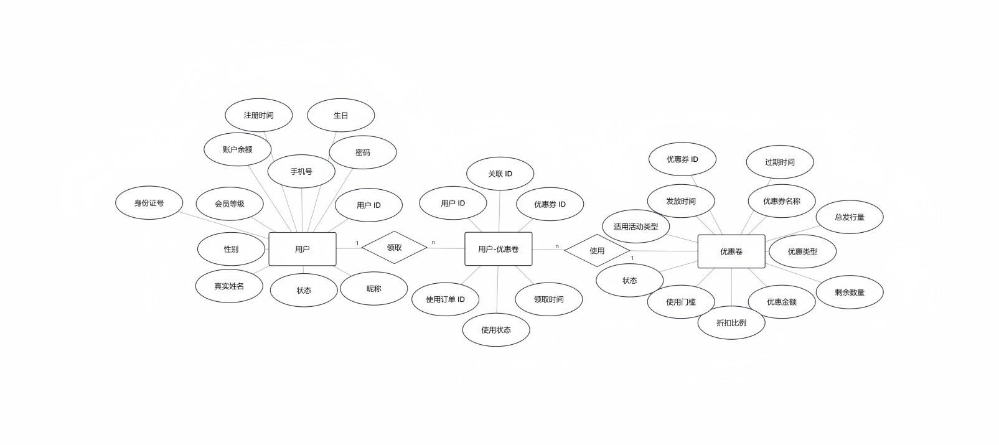 注册时间
生日
账户余额
密码
手机号
身份证号
会员等级
用户 ID
性别
用户
1
领取
n
真实姓名
状态
昵称
关联 ID
用户 ID
优惠券 ID
用户-优惠卷
n
使用
1
使用订单 ID
领取时间
使用状态
优惠券 ID
过期时间
发放时间
优惠券名称
适用活动类型
总发行量
优惠卷
优惠类型
状态
使用门槛
优惠金额
剩余数量
折扣比例